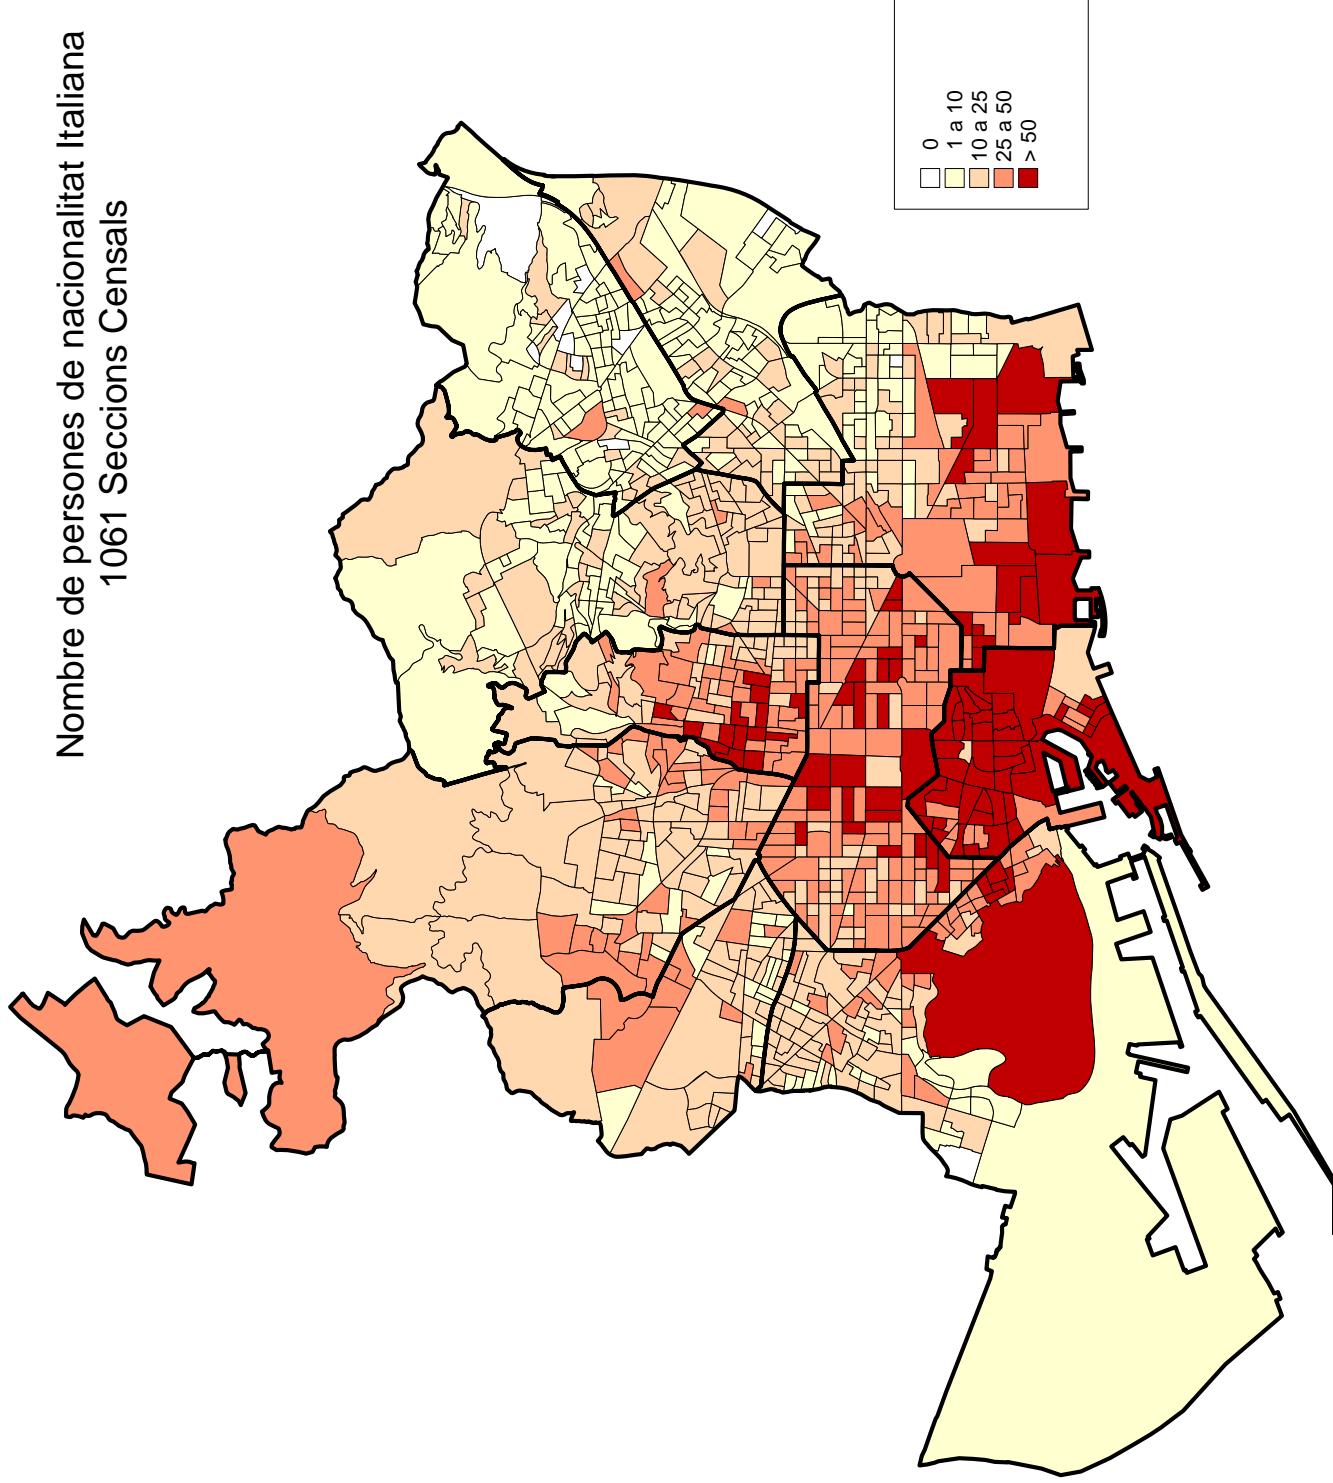 Nombre de persones de nacionalitat Italiana
1061 Seccions Censals
0
1 a 10
10 a 25
25 a 50
> 50